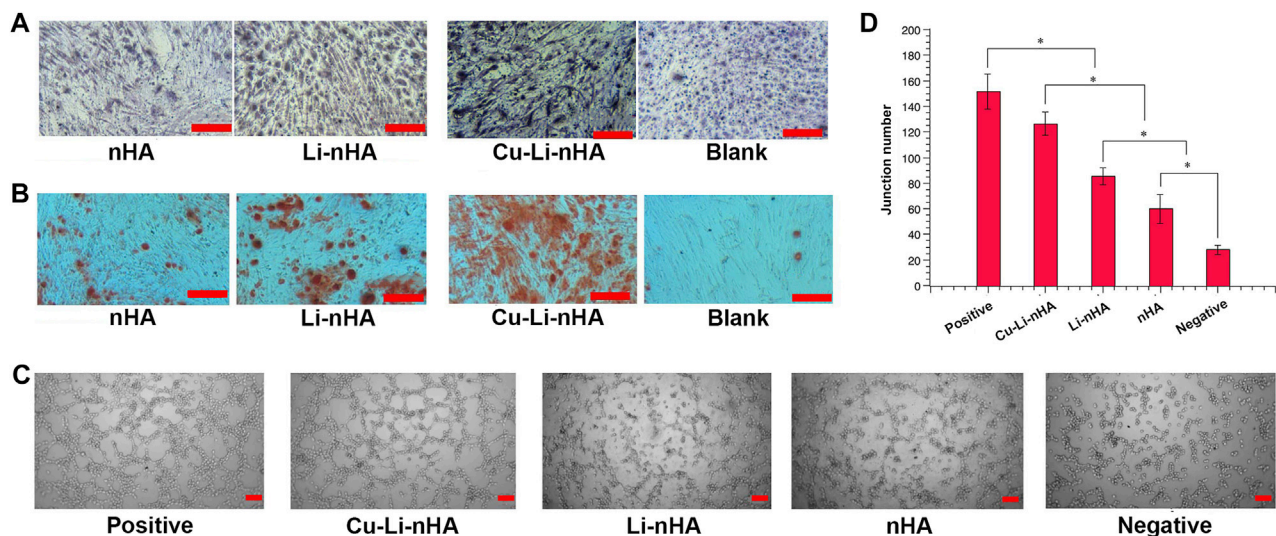 A
nHA
Li-nHA
Cu-Li-nHA
Blank
B
nHA
Li-nHA
Cu-Li-nHA
Blank
C
Positive
Cu-Li-nHA
Li-nHA
nHA
Negative
D
Junction number
200
180
160
140
120
100
80
60
40
20
0
*
*
*
*
Positive
Cu-Li-nHA
Li-nHA
nHA
Negative